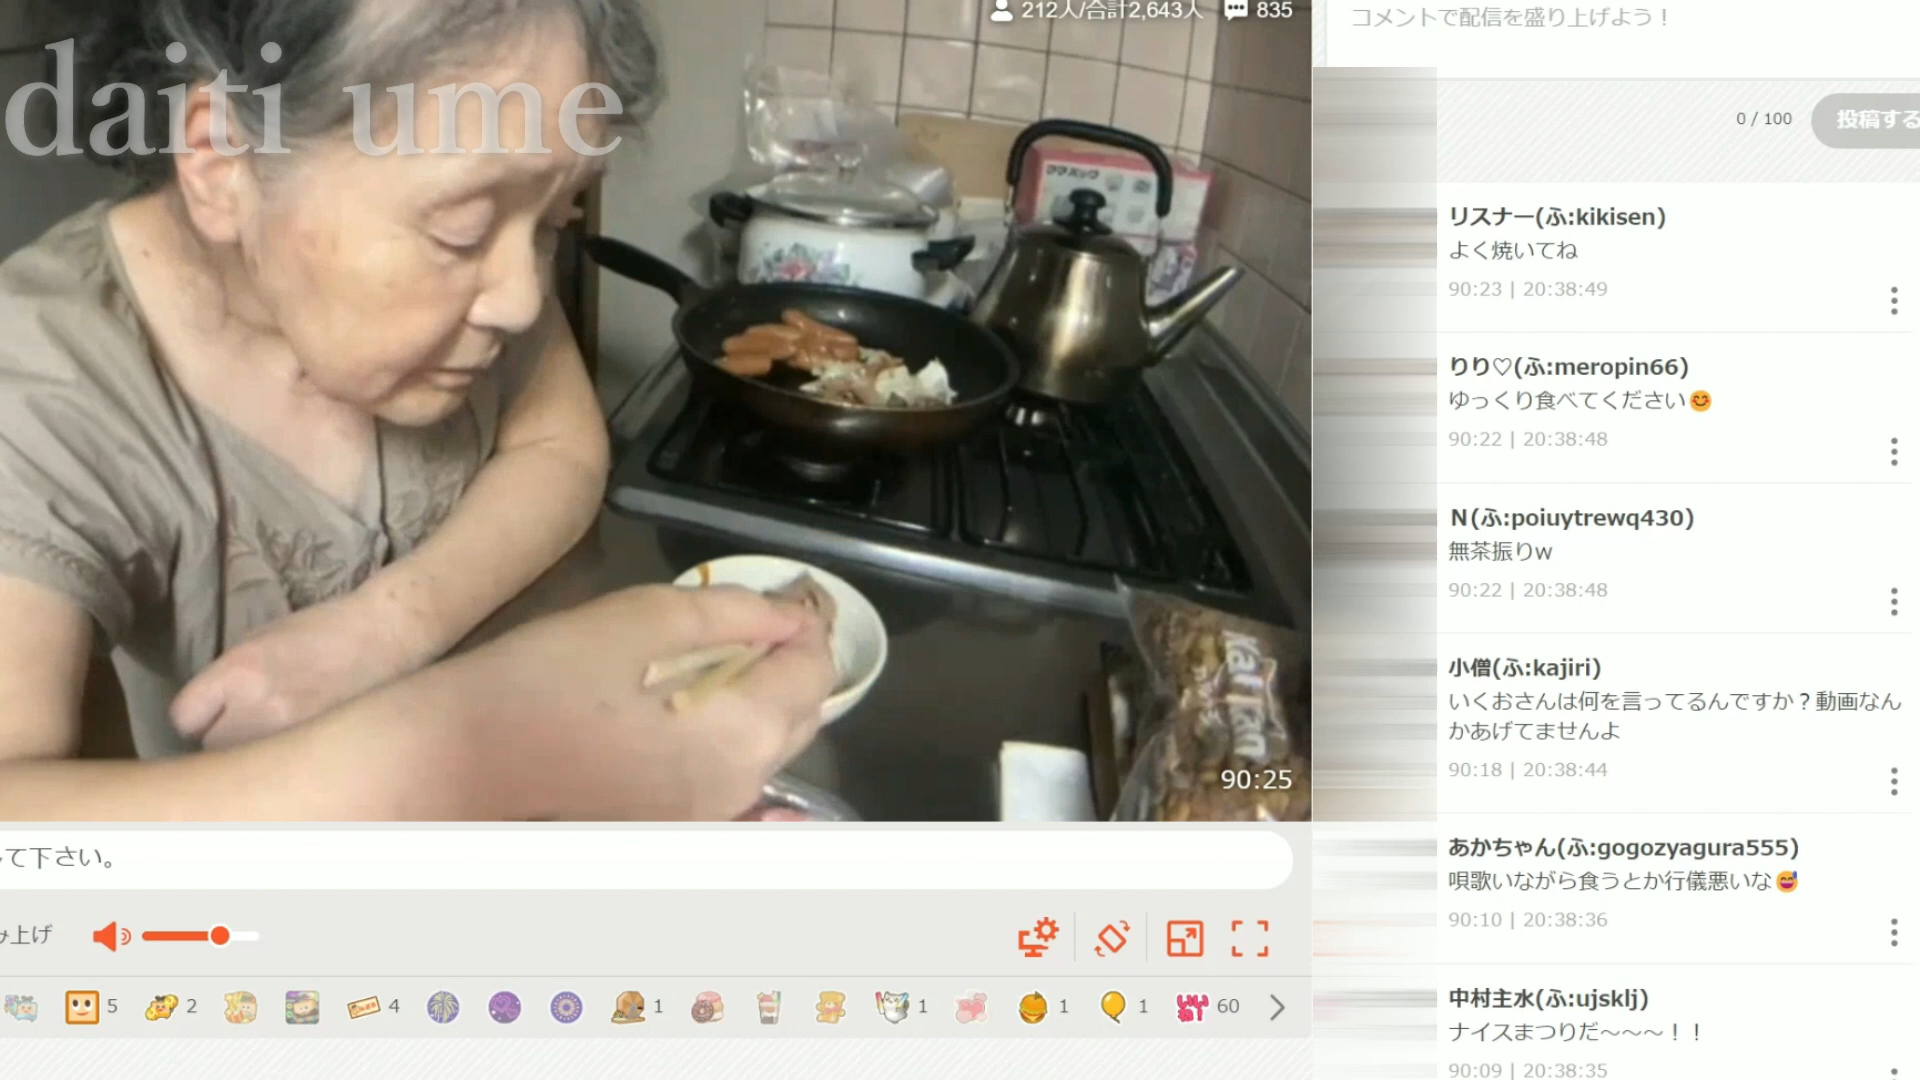 daiti ume
212人/合計2,643人 835
コメントで配信を盛り上げよう！
0 / 100 投稿する
ママパック
リスナー(ふ:kikisen)
よく焼いてね
90:23 | 20:38:49
りり♡(ふ:meropin66)
ゆっくり食べてください😊
90:22 | 20:38:48
N(ふ:poiuytrewq430)
無茶振りw
90:22 | 20:38:48
小僧(ふ:kajiri)
いくおさんは何を言ってるんですか？動画なん
かあげてませんよ
90:18 | 20:38:44
あかちゃん(ふ:gogozyagura555)
唄歌いながら食うとか行儀悪いな😅
90:10 | 20:38:36
中村主水(ふ:ujsklj)
ナイスまつりだ～～～！！
90:09 | 20:38:35
90:25
て下さい。
み上げ
5 2 4 1 1 1 1 60